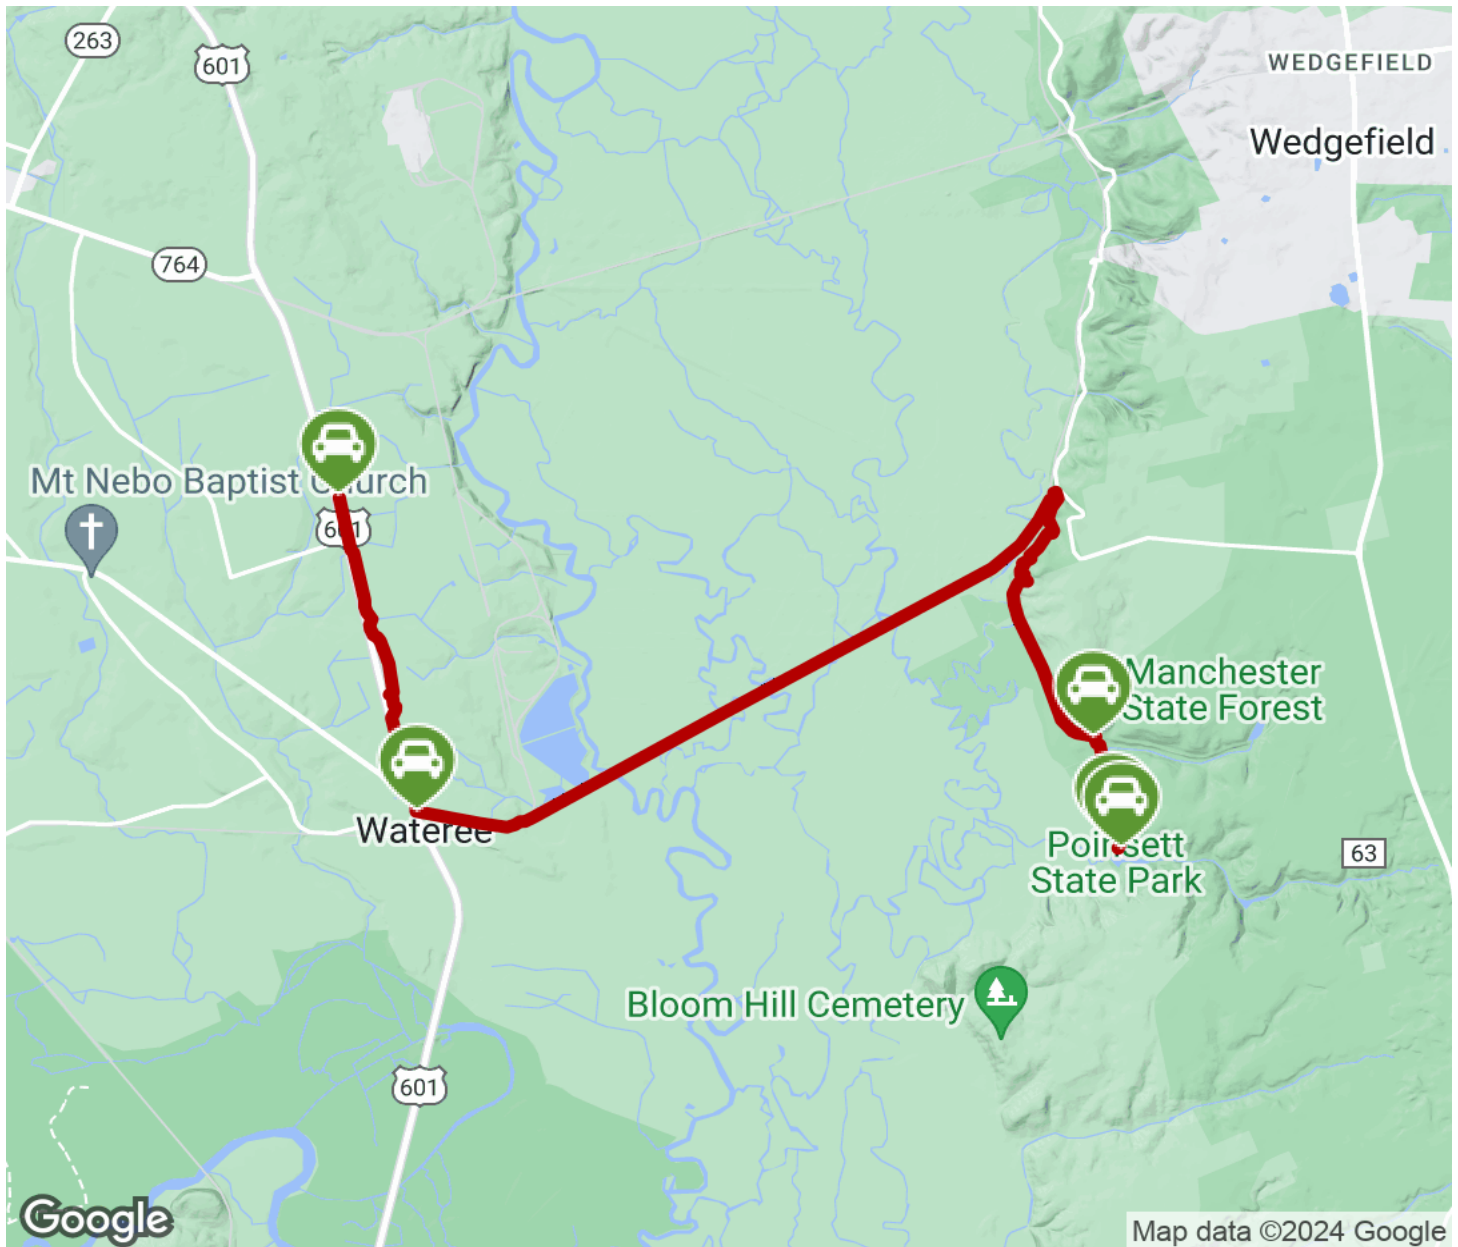 263
601
WEDGEFIELD
Wedgefield
764
Mt Nebo Baptist Church
601
Manchester
State Forest
Wateree
Poinsett
State Park
63
Bloom Hill Cemetery
601
Google
Map data ©2024 Google